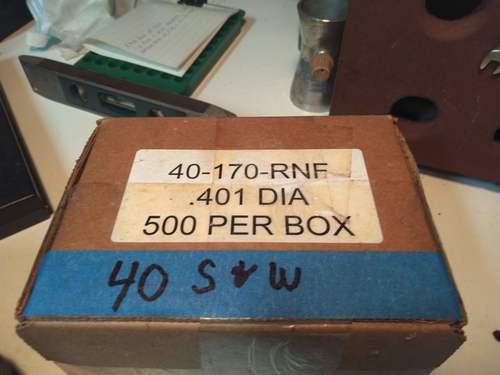 40-170-RNF
.401 DIA
500 PER BOX
40 S & W